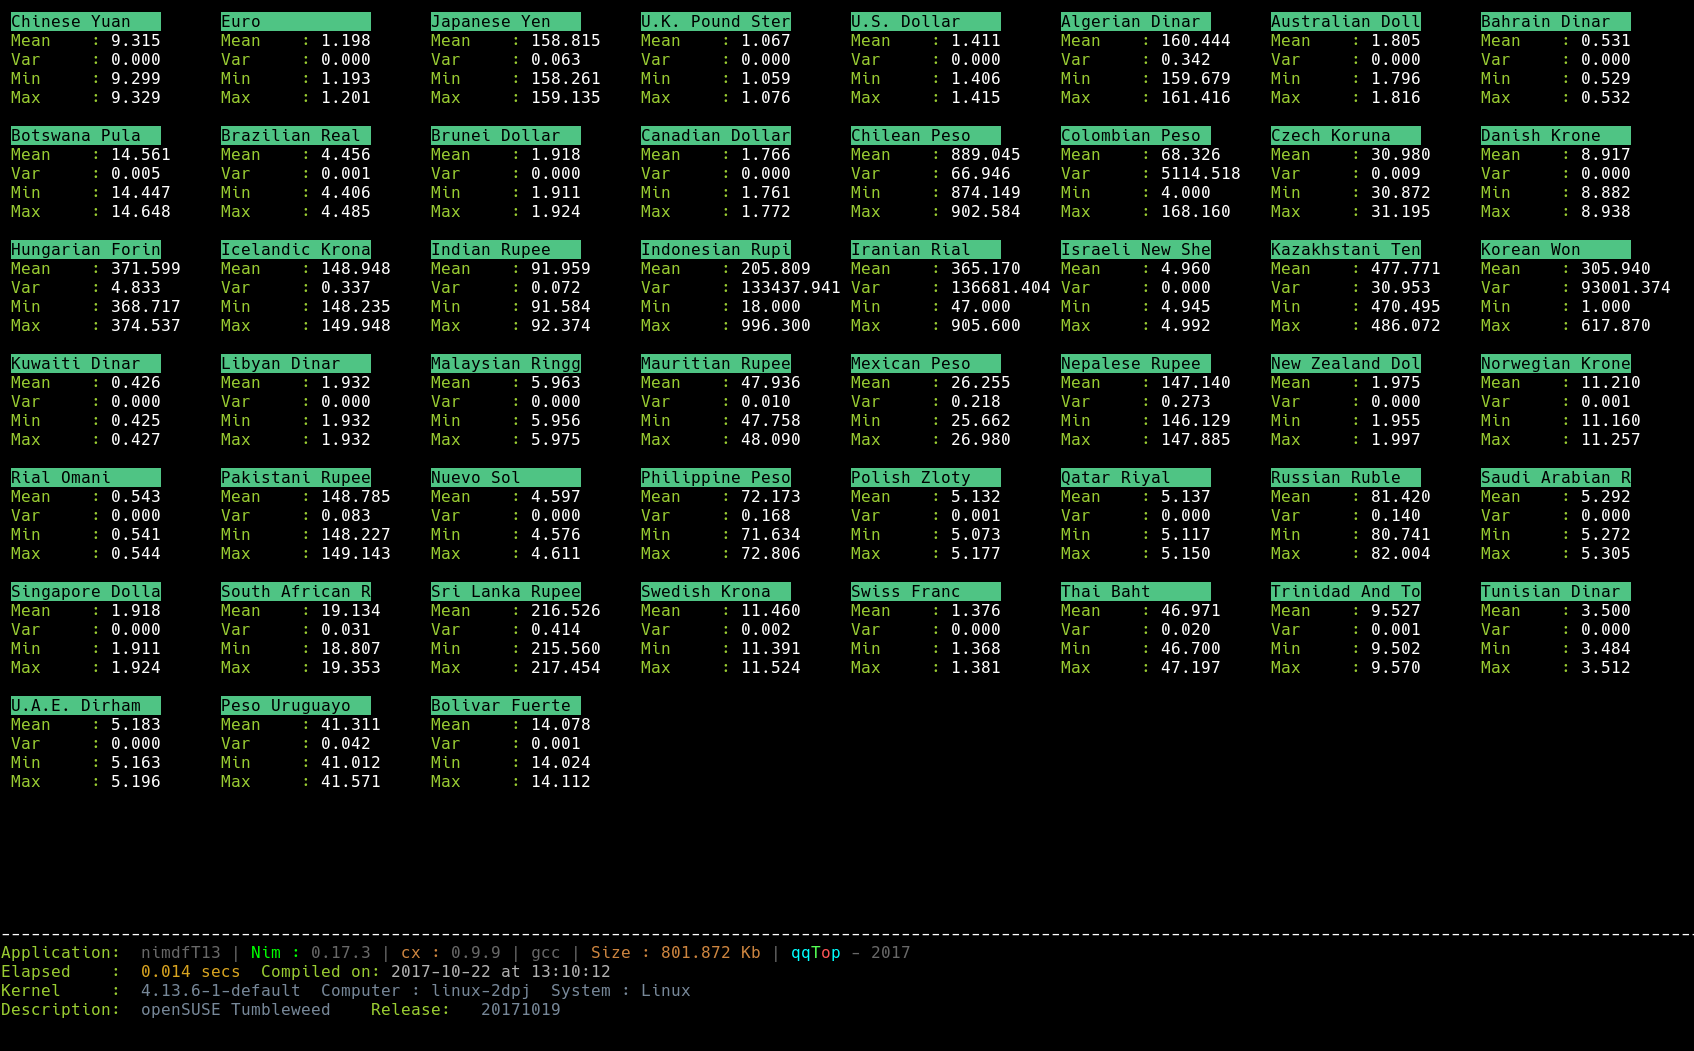 Chinese Yuan Euro Japanese Yen U.K. Pound Ster U.S. Dollar Algerian Dinar Australian Doll Bahrain Dinar
Mean : 9.315 Mean : 1.198 Mean : 158.815 Mean : 1.067 Mean : 1.411 Mean : 160.444 Mean : 1.805 Mean : 0.531
Var : 0.000 Var : 0.000 Var : 0.063 Var : 0.000 Var : 0.000 Var : 0.342 Var : 0.000 Var : 0.000
Min : 9.299 Min : 1.193 Min : 158.261 Min : 1.059 Min : 1.406 Min : 159.679 Min : 1.796 Min : 0.529
Max : 9.329 Max : 1.201 Max : 159.135 Max : 1.076 Max : 1.415 Max : 161.416 Max : 1.816 Max : 0.532
Botswana Pula Brazilian Real Brunei Dollar Canadian Dollar Chilean Peso Colombian Peso Czech Koruna Danish Krone
Mean : 14.561 Mean : 4.456 Mean : 1.918 Mean : 1.766 Mean : 889.045 Mean : 68.326 Mean : 30.980 Mean : 8.917
Var : 0.005 Var : 0.001 Var : 0.000 Var : 0.000 Var : 66.946 Var : 5114.518 Var : 0.009 Var : 0.000
Min : 14.447 Min : 4.406 Min : 1.911 Min : 1.761 Min : 874.149 Min : 4.000 Min : 30.872 Min : 8.882
Max : 14.648 Max : 4.485 Max : 1.924 Max : 1.772 Max : 902.584 Max : 168.160 Max : 31.195 Max : 8.938
Hungarian Forin Icelandic Krona Indian Rupee Indonesian Rupi Iranian Rial Israeli New She Kazakhstani Ten Korean Won
Mean : 371.599 Mean : 148.948 Mean : 91.959 Mean : 205.809 Mean : 365.170 Mean : 4.960 Mean : 477.771 Mean : 305.940
Var : 4.833 Var : 0.337 Var : 0.072 Var : 133437.941 Var : 136681.404 Var : 0.000 Var : 30.953 Var : 93001.374
Min : 368.717 Min : 148.235 Min : 91.584 Min : 18.000 Min : 47.000 Min : 4.945 Min : 470.495 Min : 1.000
Max : 374.537 Max : 149.948 Max : 92.374 Max : 996.300 Max : 905.600 Max : 4.992 Max : 486.072 Max : 617.870
Kuwaiti Dinar Libyan Dinar Malaysian Ringg Mauritian Rupee Mexican Peso Nepalese Rupee New Zealand Dol Norwegian Krone
Mean : 0.426 Mean : 1.932 Mean : 5.963 Mean : 47.936 Mean : 26.255 Mean : 147.140 Mean : 1.975 Mean : 11.210
Var : 0.000 Var : 0.000 Var : 0.000 Var : 0.010 Var : 0.218 Var : 0.273 Var : 0.000 Var : 0.001
Min : 0.425 Min : 1.932 Min : 5.956 Min : 47.758 Min : 25.662 Min : 146.129 Min : 1.955 Min : 11.160
Max : 0.427 Max : 1.932 Max : 5.975 Max : 48.090 Max : 26.980 Max : 147.885 Max : 1.997 Max : 11.257
Rial Omani Pakistani Rupee Nuevo Sol Philippine Peso Polish Zloty Qatar Riyal Russian Ruble Saudi Arabian R
Mean : 0.543 Mean : 148.785 Mean : 4.597 Mean : 72.173 Mean : 5.132 Mean : 5.137 Mean : 81.420 Mean : 5.292
Var : 0.000 Var : 0.083 Var : 0.000 Var : 0.168 Var : 0.001 Var : 0.000 Var : 0.140 Var : 0.000
Min : 0.541 Min : 148.227 Min : 4.576 Min : 71.634 Min : 5.073 Min : 5.117 Min : 80.741 Min : 5.272
Max : 0.544 Max : 149.143 Max : 4.611 Max : 72.806 Max : 5.177 Max : 5.150 Max : 82.004 Max : 5.305
Singapore Dolla South African R Sri Lanka Rupee Swedish Krona Swiss Franc Thai Baht Trinidad And To Tunisian Dinar
Mean : 1.918 Mean : 19.134 Mean : 216.526 Mean : 11.460 Mean : 1.376 Mean : 46.971 Mean : 9.527 Mean : 3.500
Var : 0.000 Var : 0.031 Var : 0.414 Var : 0.002 Var : 0.000 Var : 0.020 Var : 0.001 Var : 0.000
Min : 1.911 Min : 18.807 Min : 215.560 Min : 11.391 Min : 1.368 Min : 46.700 Min : 9.502 Min : 3.484
Max : 1.924 Max : 19.353 Max : 217.454 Max : 11.524 Max : 1.381 Max : 47.197 Max : 9.570 Max : 3.512
U.A.E. Dirham Peso Uruguayo Bolivar Fuerte
Mean : 5.183 Mean : 41.311 Mean : 14.078
Var : 0.000 Var : 0.042 Var : 0.001
Min : 5.163 Min : 41.012 Min : 14.024
Max : 5.196 Max : 41.571 Max : 14.112
Application: nimdfT13 | Nim : 0.17.3 | cx : 0.9.9 | gcc | Size : 801.872 Kb | qqTop - 2017
Elapsed : 0.014 secs Compiled on: 2017-10-22 at 13:10:12
Kernel : 4.13.6-1-default Computer : linux-2dpj System : Linux
Description: openSUSE Tumbleweed Release: 20171019